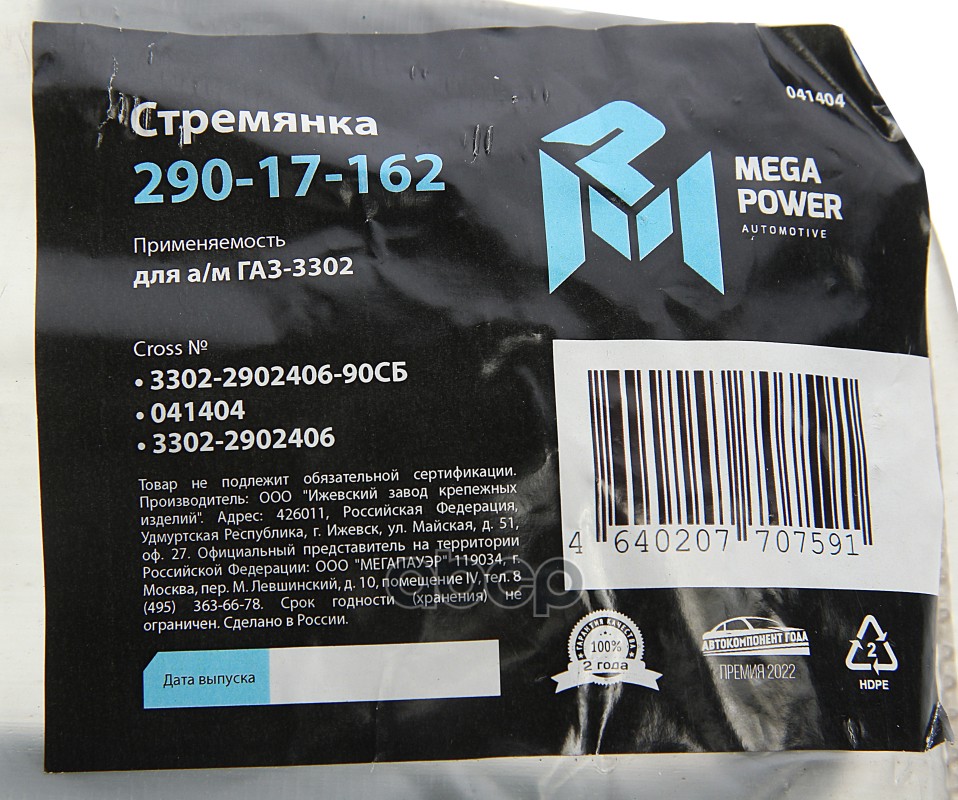 041404
Стремянка
290-17-162
MEGA
POWER
AUTOMOTIVE
Применяемость
для а/м ГАЗ-3302
Cross №
• 3302-2902406-90СБ
• 041404
• 3302-2902406
Товар не подлежит обязательной сертификации.
Производитель: ООО "Ижевский завод крепежных
изделий". Адрес: 426011, Российская Федерация,
Удмуртская Республика, г. Ижевск, ул. Майская, д. 51,
оф. 27. Официальный представитель на территории
Российской Федерации: ООО "МЕГАПАУЭР" 119034, г.
Москва, пер. М. Левшинский, д. 10, помещение IV, тел. 8
(495) 363-66-78. Срок годности (хранения) не
ограничен. Сделано в России.
4 640207 707591
Дата выпуска
ГАРАНТИЯ КАЧЕСТВА
100%
2 года
АВТОКОМПОНЕНТ ГОДА
ПРЕМИЯ 2022
2
HDPE